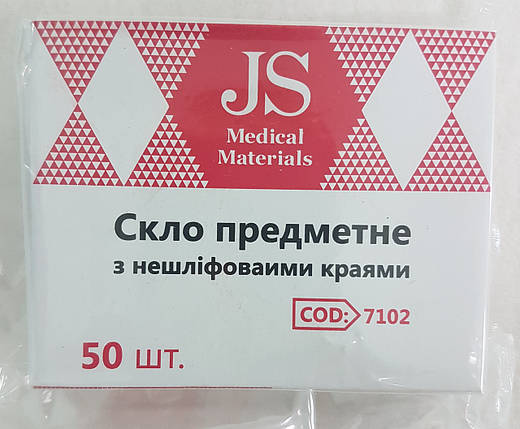 JS
Medical
Materials
Скло предметне
з нешліфоваими краями
COD: 7102
50 шт.